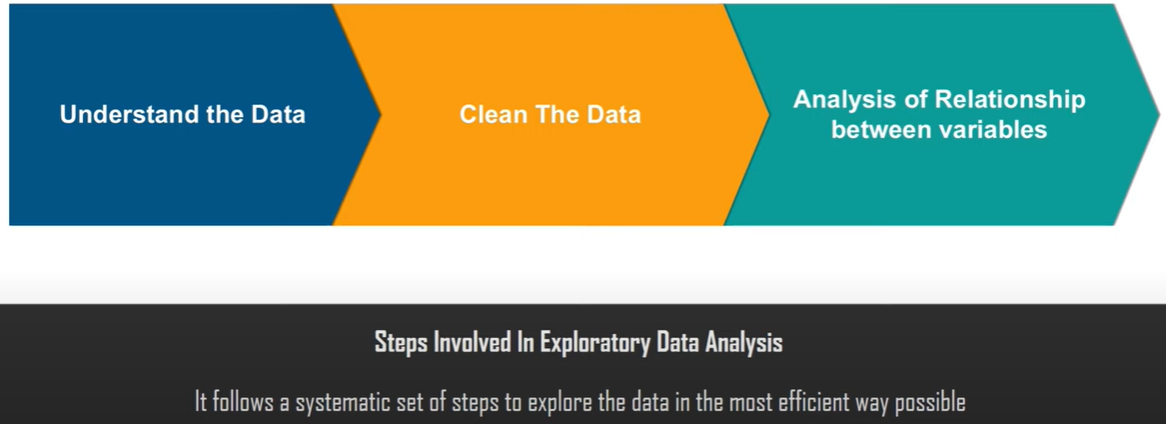 Understand the Data
Clean The Data
Analysis of Relationship
between variables
Steps Involved In Exploratory Data Analysis
It follows a systematic set of steps to explore the data in the most efficient way possible